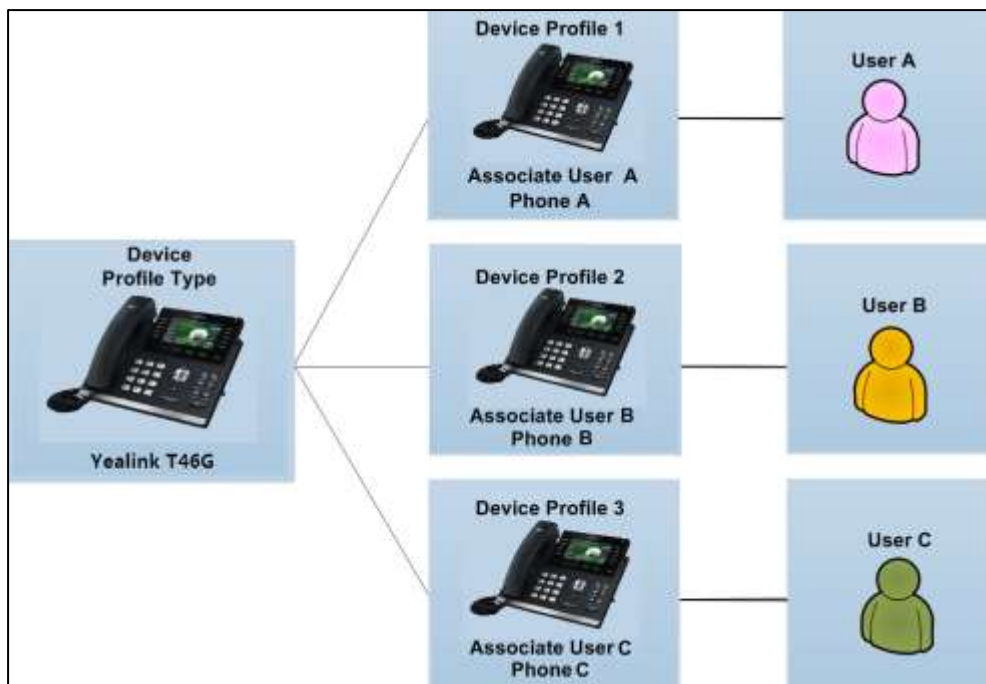 Device Profile 1
Associate User A
Phone A
User A
Device
Profile Type
Yealink T46G
Device Profile 2
Associate User B
Phone B
User B
Device Profile 3
Associate User C
Phone C
User C